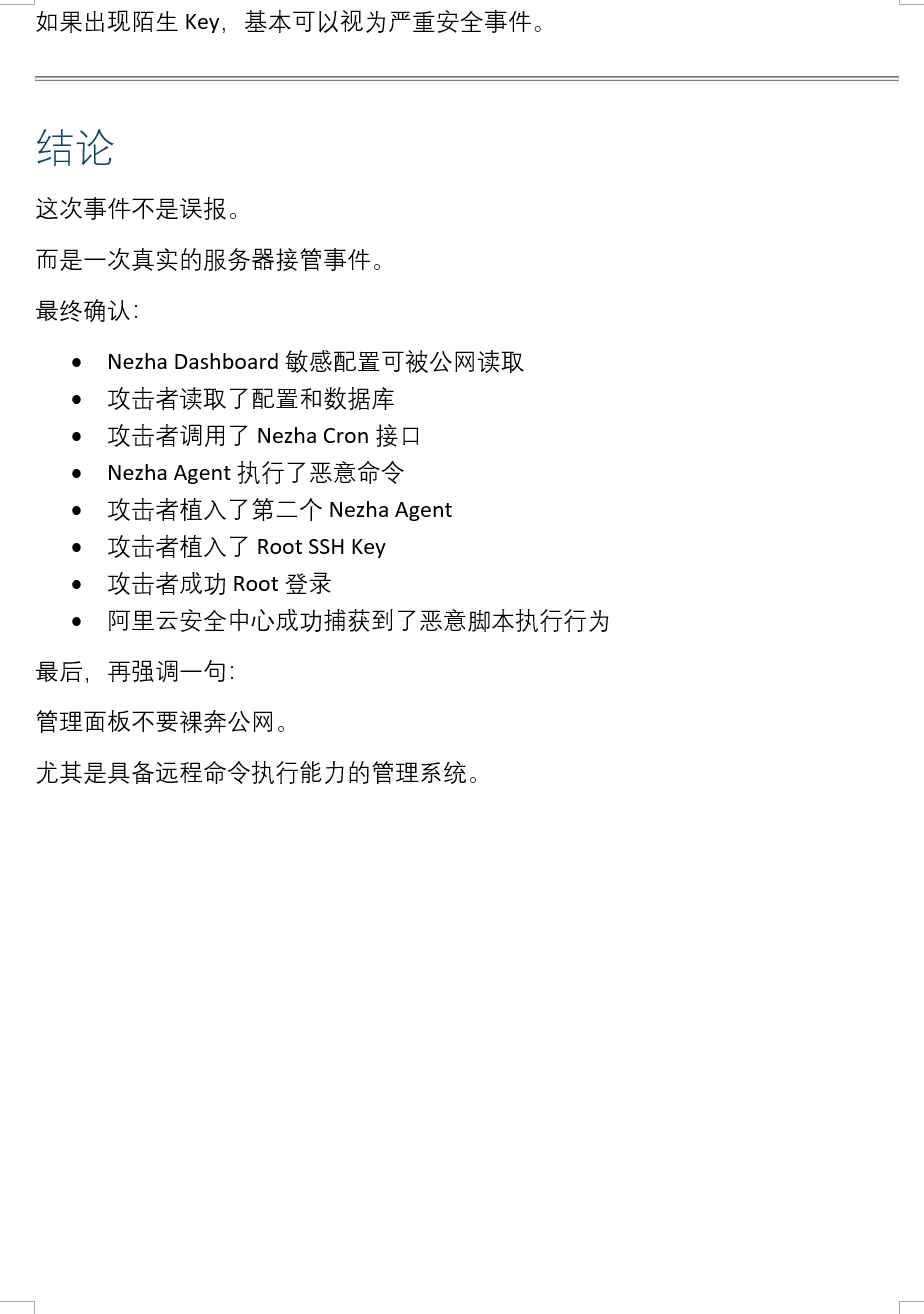 如果出现陌生 Key，基本可以视为严重安全事件。
结论
这次事件不是误报。
而是一次真实的服务器接管事件。
最终确认：
• Nezha Dashboard 敏感配置可被公网读取
• 攻击者读取了配置和数据库
• 攻击者调用了 Nezha Cron 接口
• Nezha Agent 执行了恶意命令
• 攻击者植入了第二个 Nezha Agent
• 攻击者植入了 Root SSH Key
• 攻击者成功 Root 登录
• 阿里云安全中心成功捕获到了恶意脚本执行行为
最后，再强调一句：
管理面板不要裸奔公网。
尤其是具备远程命令执行能力的管理系统。